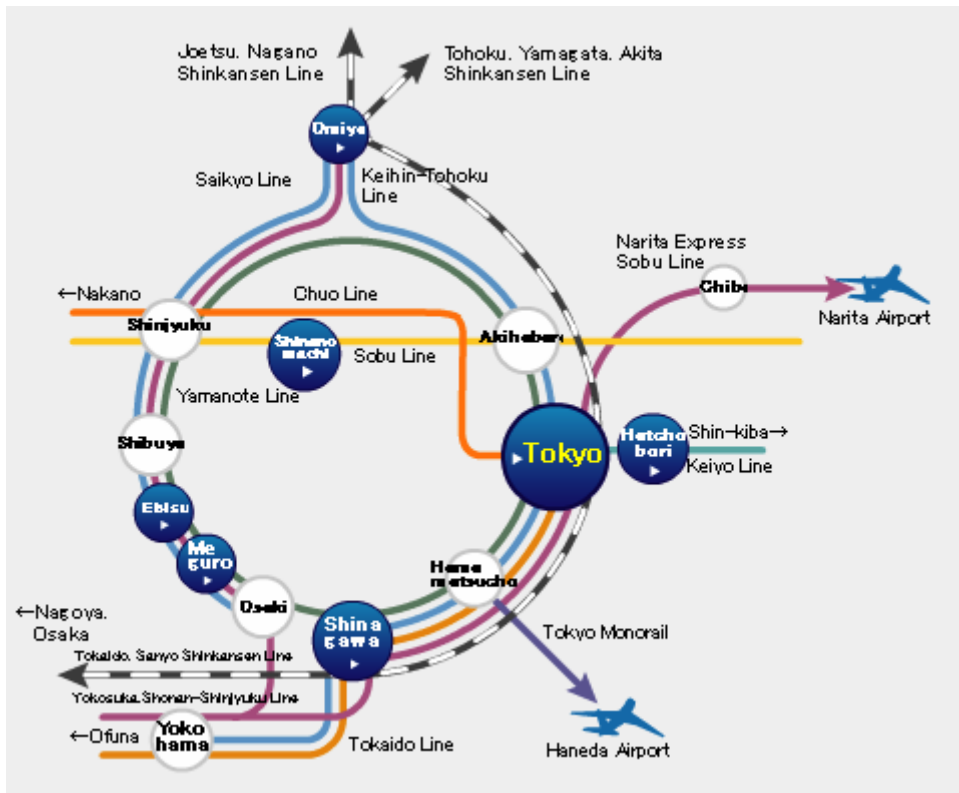 Joetsu. Nagano
Shinkansen Line
Tohoku. Yamagata. Akita
Shinkansen Line
Omiya
Saikyo Line
Keihin-Tohoku
Line
Narita Express
Sobu Line
Chiba
Narita Airport
←Nakano
Chuo Line
Shinjyuku
Shinano
machi
Sobu Line
Akihabara
Yamanote Line
Shibuya
Tokyo
Hatcho
bori
Shin-kiba→
Keiyo Line
Ebisu
Me
guro
Osaki
Hama
matsucho
Shina
gawa
←Nagoya.
Osaka
Tokaido. Sanyo Shinkansen Line
Tokyo Monorail
Yokosuka.Shonan-Shinjyuku Line
←Ofuna
Yoko
hama
Tokaido Line
Haneda Airport